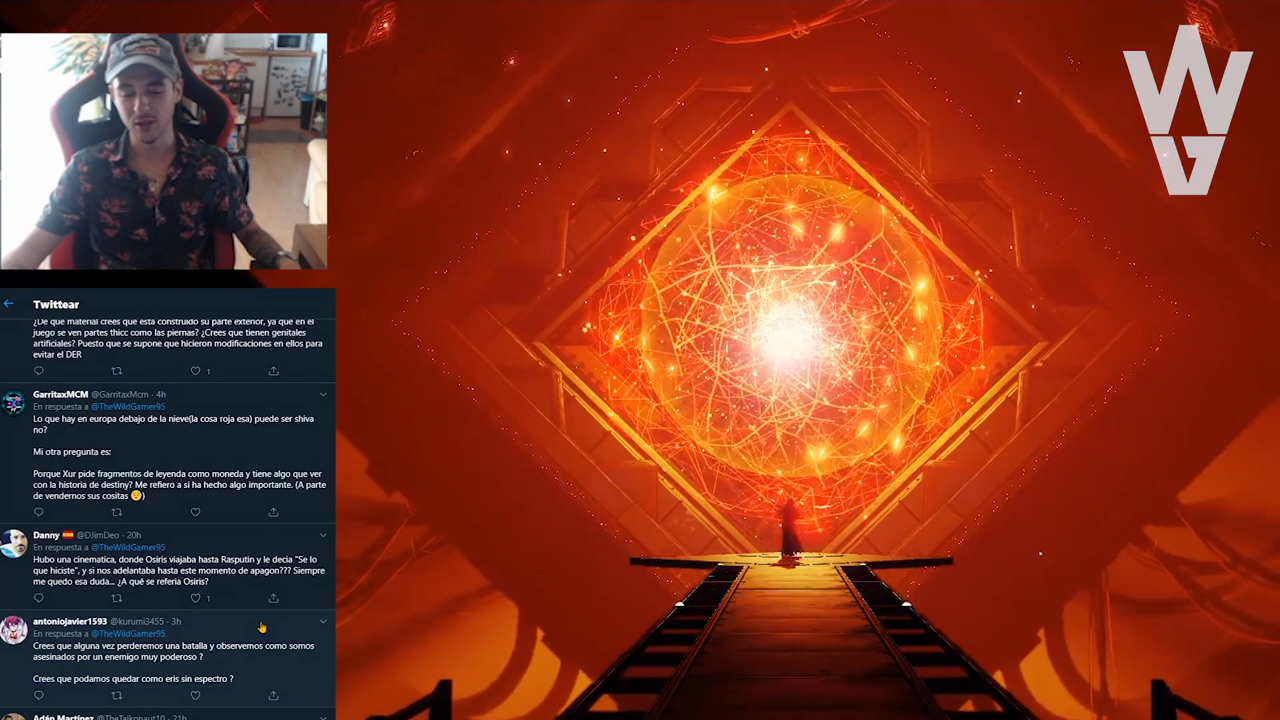 Twittear
¿De qué material crees que está construido su parte exterior, ya que en el
juego se ven partes thicc como las piernas? ¿Crees que tienen genitales
artificiales? Puesto que se supone que hicieron modificaciones en ellos para
evitar el DER
1
GarritaxMCM @GarritaxMcm · 4h
En respuesta a @TheWildGamer95
Lo que hay en europa debajo de la nieve(la cosa roja esa) puede ser shiva
no?
Mi otra pregunta es:
Porque Xur pide fragmentos de leyenda como moneda y tiene algo que ver
con la historia de destiny? Me refiero a si ha hecho algo importante. (A parte
de vendernos sus cositas 😔)
Danny 🇪🇸 @DJimDeo · 20h
En respuesta a @TheWildGamer95
Hubo una cinematica, donde Osiris viajaba hasta Rasputin y le decia "Se lo
que hiciste", y si nos adelantaba hasta este momento de apagon??? Siempre
me quedo esa duda... ¿A qué se referia Osiris?
1
antoniojavier1593 @kurumi3455 · 3h
En respuesta a @TheWildGamer95
Crees que alguna vez perderemos una batalla y observemos como somos
asesinados por un enemigo muy poderoso ?
Crees que podamos quedar como eris sin espectro ?
Adán Martínez @TheTaikonaut10 · 21h
WG